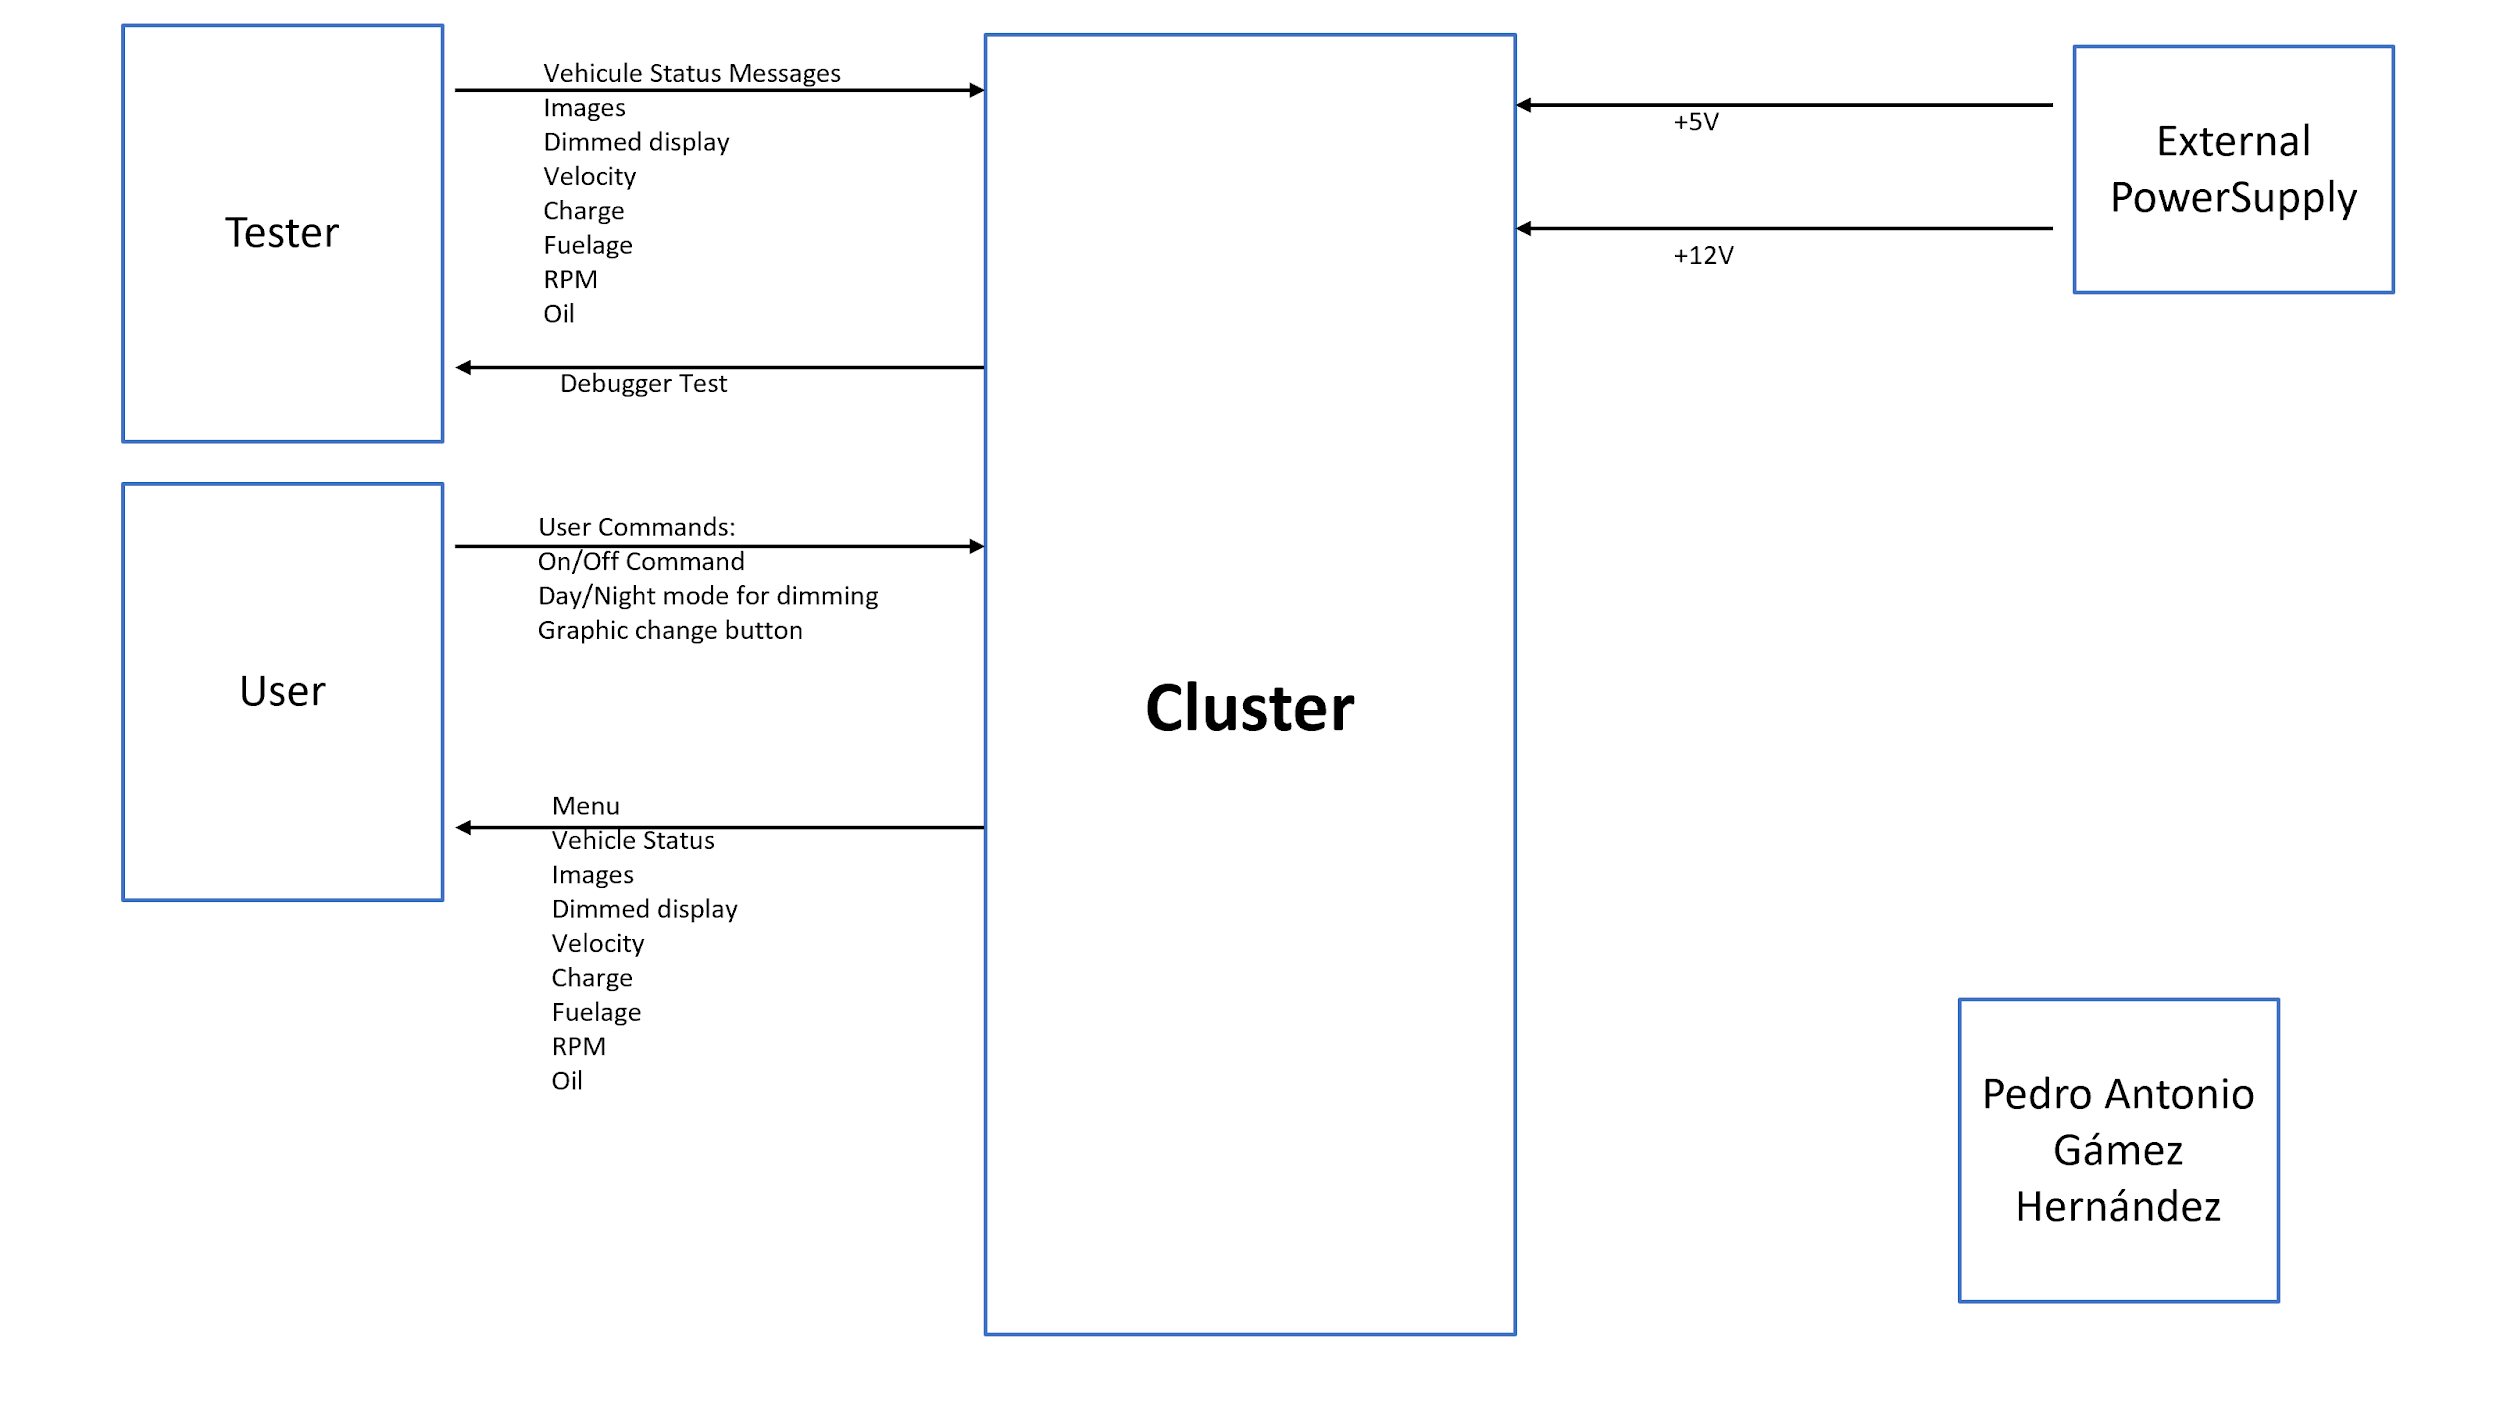 Tester
Vehicule Status Messages
Images
Dimmed display
Velocity
Charge
Fuelage
RPM
Oil
Debugger Test
User
User Commands:
On/Off Command
Day/Night mode for dimming
Graphic change button
Menu
Vehicle Status
Images
Dimmed display
Velocity
Charge
Fuelage
RPM
Oil
Cluster
+5V
+12V
External
PowerSupply
Pedro Antonio
Gámez
Hernández